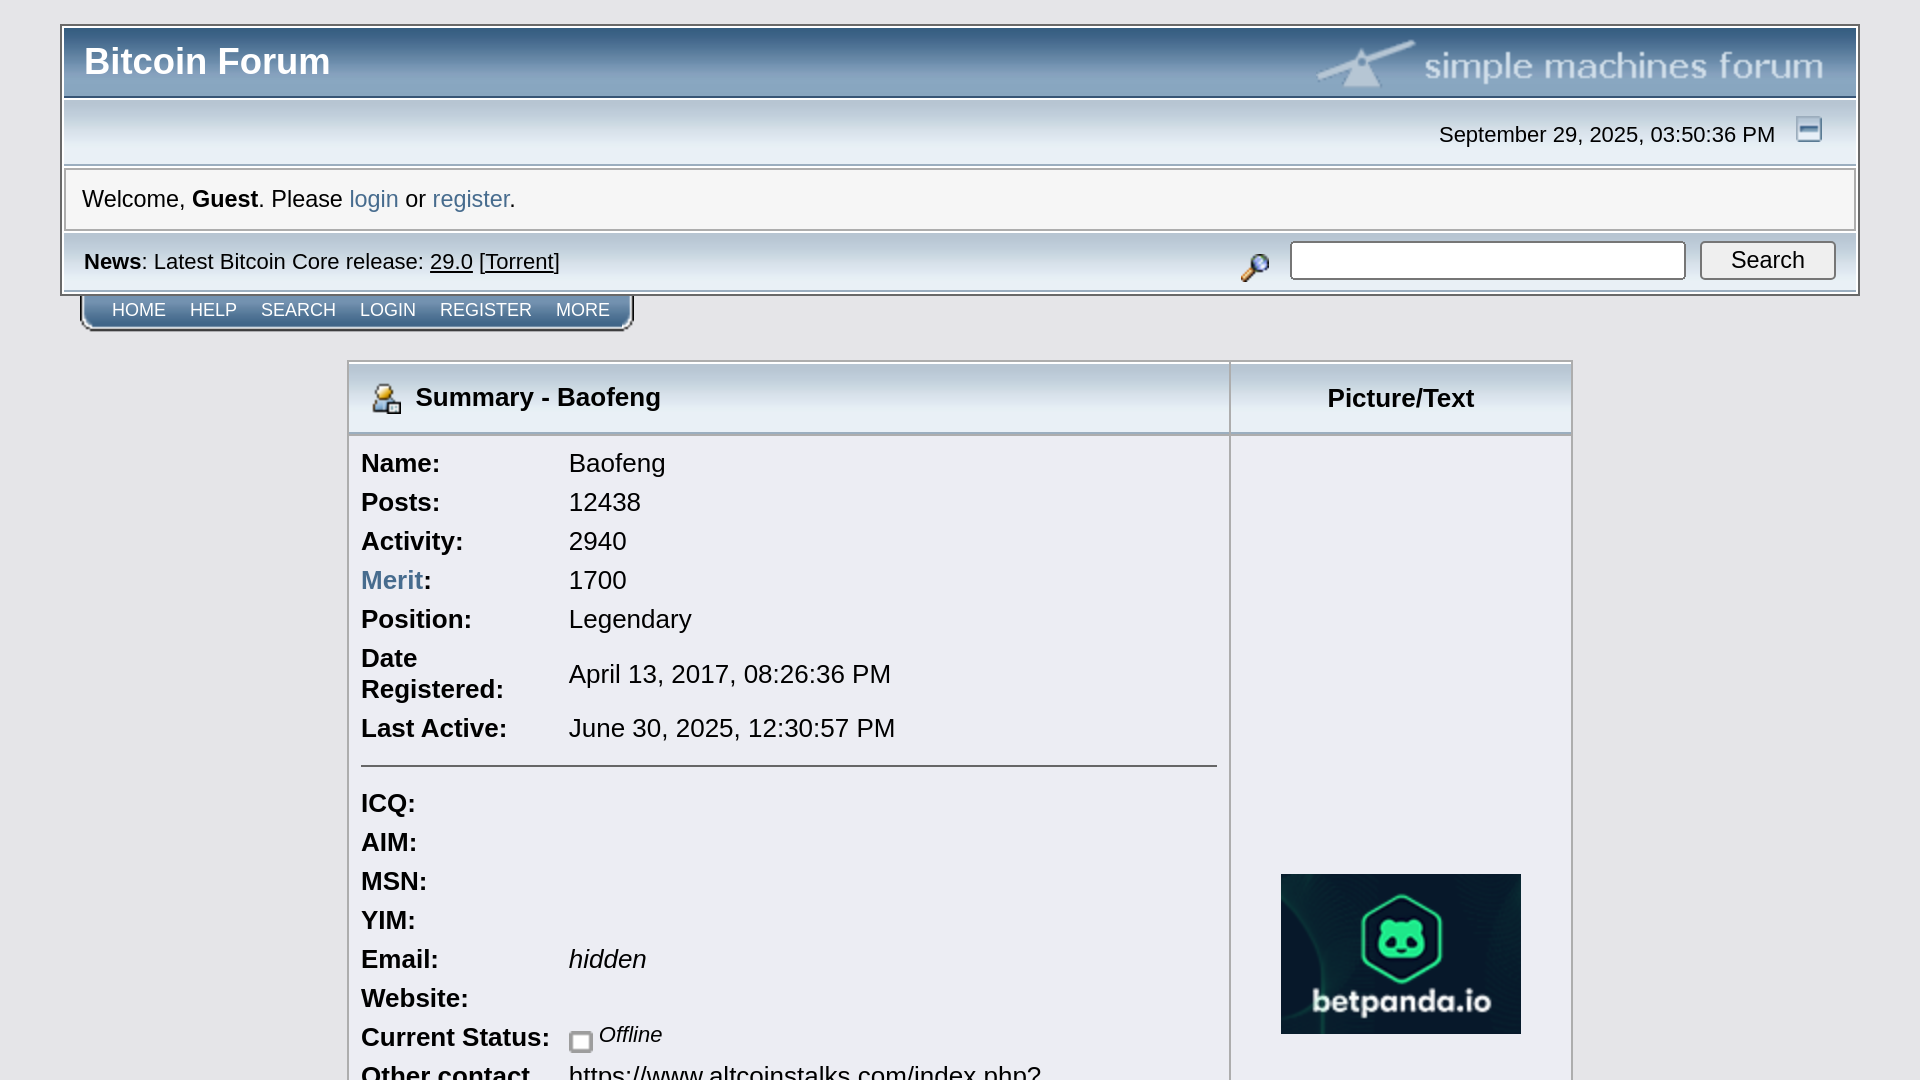 Bitcoin Forum
simple machines forum
September 29, 2025, 03:50:36 PM
Welcome, Guest. Please login or register.
News: Latest Bitcoin Core release: 29.0 [Torrent]
Search
HOME HELP SEARCH LOGIN REGISTER MORE
Summary - Baofeng
Picture/Text
Name: Baofeng
Posts: 12438
Activity: 2940
Merit: 1700
Position: Legendary
Date
Registered: April 13, 2017, 08:26:36 PM
Last Active: June 30, 2025, 12:30:57 PM
ICQ:
AIM:
MSN:
YIM:
Email: hidden
Website:
betpanda.io
Current Status: Offline
Other contact https://www.altcoinstalks.com/index.php?